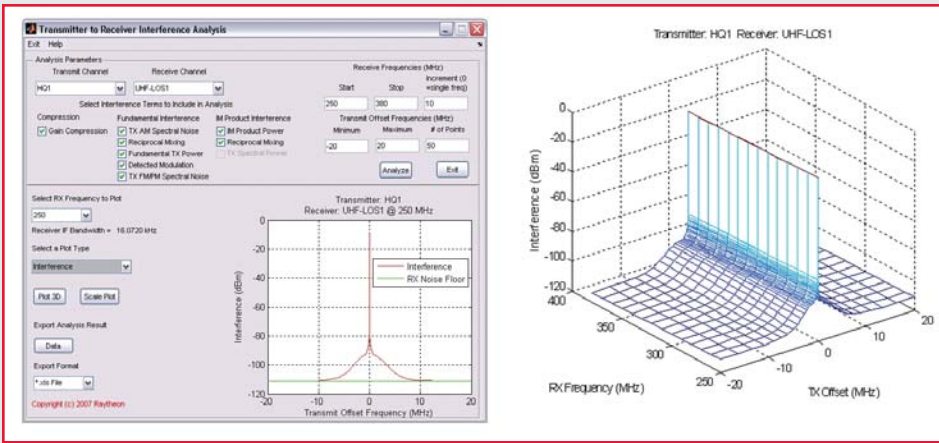 Transmitter to Receiver Interference Analysis
Exit Help
Analysis Parameters
Transmit Channel
Receive Channel
HQ1
UHF-LOS1
Select Interference Terms to Include in Analysis
Compression
Gain Compression
Fundamental Interference
TX AM Spectral Noise
Reciprocal Mixing
Fundamental TX Power
Detected Modulation
TX FM/PM Spectral Noise
IM Product Interference
IM Product Power
Reciprocal Mixing
TX Spectral Power
Receive Frequencies (MHz)
Start
Stop
Increment (0
=single freq)
250
380
10
Transmit Offset Frequencies (MHz)
Minimum
Maximum
# of Points
-20
20
50
Analyze
Exit
Select RX Frequency to Plot
250
Receiver IF Bandwidth = 18.0720 kHz
Select a Plot Type
Interference
Plot 3D
Scale Plot
Export Analysis Result
Data
Export Format
*.xls File
Copyright (c) 2007 Raytheon
Transmitter: HQ1
Receiver: UHF-LOS1 @ 250 MHz
Interference (dBm)
0
-20
-40
-60
-80
-100
-120
Interference
RX Noise Floor
-20
-10
0
10
20
Transmit Offset Frequency (MHz)
Transmitter: HQ1 Receiver: UHF-LOS1
Interference (dBm)
0
-20
-40
-60
-80
-100
-120
400
350
300
250
RX Frequency (MHz)
-20
-10
0
10
20
TX Offset (MHz)